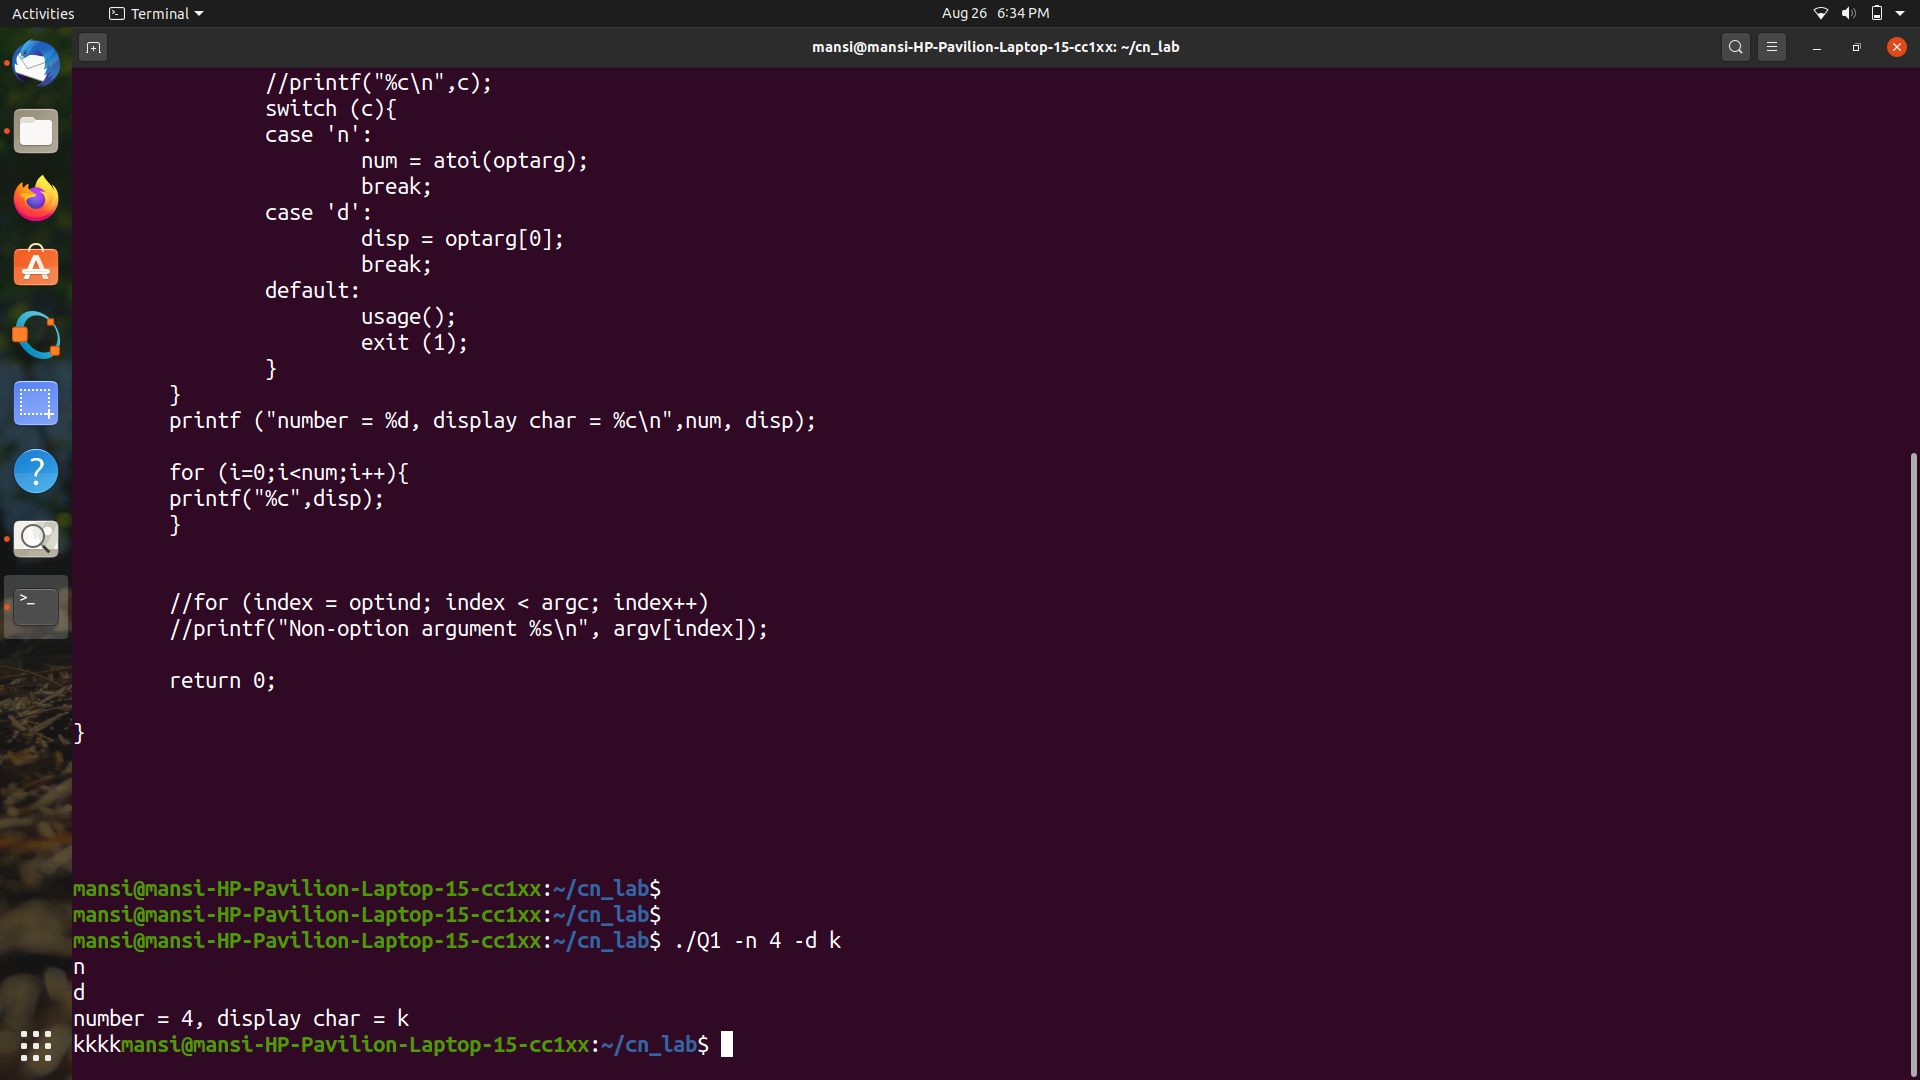 Activities
Terminal
Aug 26 6:34 PM
mansi@mansi-HP-Pavilion-Laptop-15-cc1xx: ~/cn_lab
//printf("%c\n",c);
switch (c){
case 'n':
num = atoi(optarg);
break;
case 'd':
disp = optarg[0];
break;
default:
usage();
exit (1);
}
}
printf ("number = %d, display char = %c\n",num, disp);
for (i=0;i<num;i++){
printf("%c",disp);
}
//for (index = optind; index < argc; index++)
//printf("Non-option argument %s\n", argv[index]);
return 0;
}
mansi@mansi-HP-Pavilion-Laptop-15-cc1xx:~/cn_lab$
mansi@mansi-HP-Pavilion-Laptop-15-cc1xx:~/cn_lab$
mansi@mansi-HP-Pavilion-Laptop-15-cc1xx:~/cn_lab$ ./Q1 -n 4 -d k
n
d
number = 4, display char = k
kkkkmansi@mansi-HP-Pavilion-Laptop-15-cc1xx:~/cn_lab$